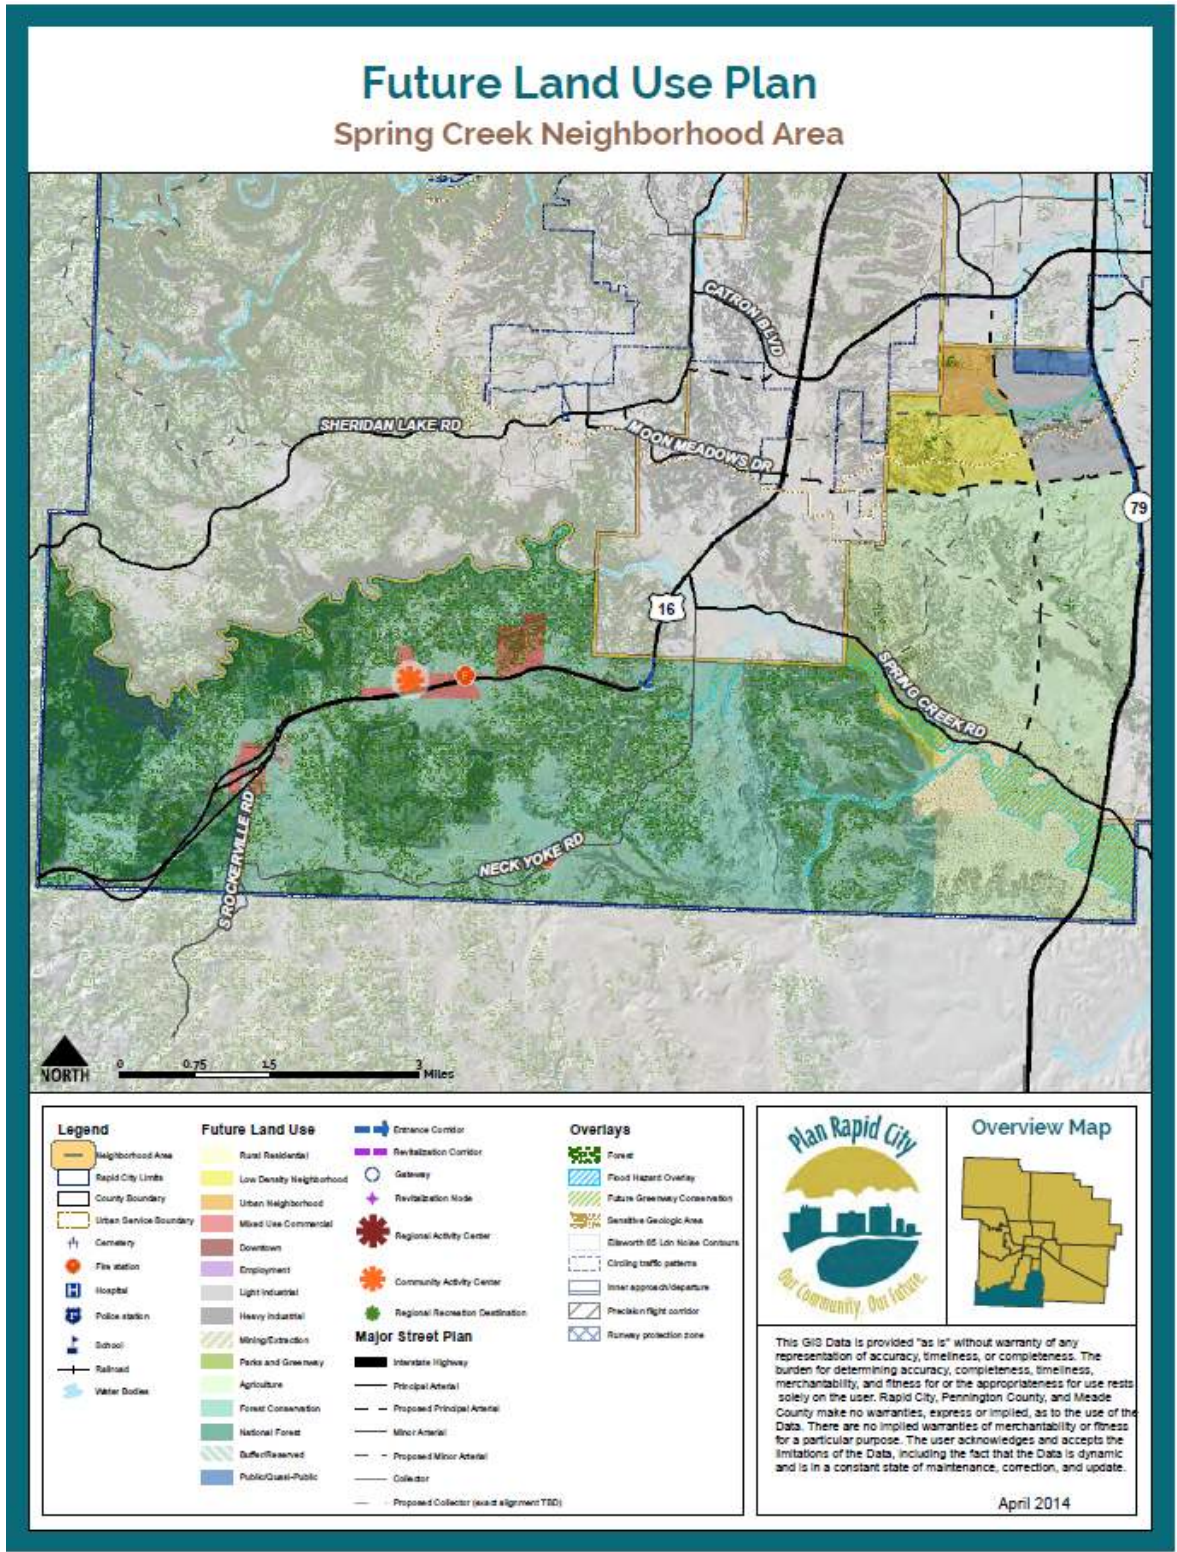 Future Land Use Plan
Spring Creek Neighborhood Area
CATRON BLVD
SHERIDAN LAKE RD
MOON MEADOWS DR
79
16
SPRING CREEK RD
S ROCKERVILLE RD
NECK YOKE RD
NORTH
0 0.75 1.5 3
Miles
Legend
Neighborhood Area
Rapid City Limits
County Boundary
Urban Service Boundary
Cemetery
Fire station
Hospital
Police station
School
Railroad
Water Bodies
Future Land Use
Rural Residential
Low Density Neighborhood
Urban Neighborhood
Mixed Use Commercial
Downtown
Employment
Light Industrial
Heavy Industrial
Mining/Extraction
Parks and Greenway
Agriculture
Forest Conservation
National Forest
Buffer/Reserved
Public/Quasi-Public
Entrance Corridor
Revitalization Corridor
Gateway
Revitalization Node
Regional Activity Center
Community Activity Center
Regional Recreation Destination
Major Street Plan
Interstate Highway
Principal Arterial
Proposed Principal Arterial
Minor Arterial
Proposed Minor Arterial
Collector
Proposed Collector (exact alignment TBD)
Overlays
Forest
Flood Hazard Overlay
Future Greenway Conservation
Sensitive Geologic Area
Ellsworth 65 Ldn Noise Contours
Circling traffic patterns
Inner approach/departure
Precision flight corridor
Runway protection zone
Plan Rapid City
Our Community. Our Future.
Overview Map
This GIS Data is provided "as is" without warranty of any
representation of accuracy, timeliness, or completeness. The
burden for determining accuracy, completeness, timeliness,
merchantability, and fitness for or the appropriateness for use rests
solely on the user. Rapid City, Pennington County, and Meade
County make no warranties, express or implied, as to the use of the
Data. There are no implied warranties of merchantability or fitness
for a particular purpose. The user acknowledges and accepts the
limitations of the Data, including the fact that the Data is dynamic
and is in a constant state of maintenance, correction, and update.
April 2014